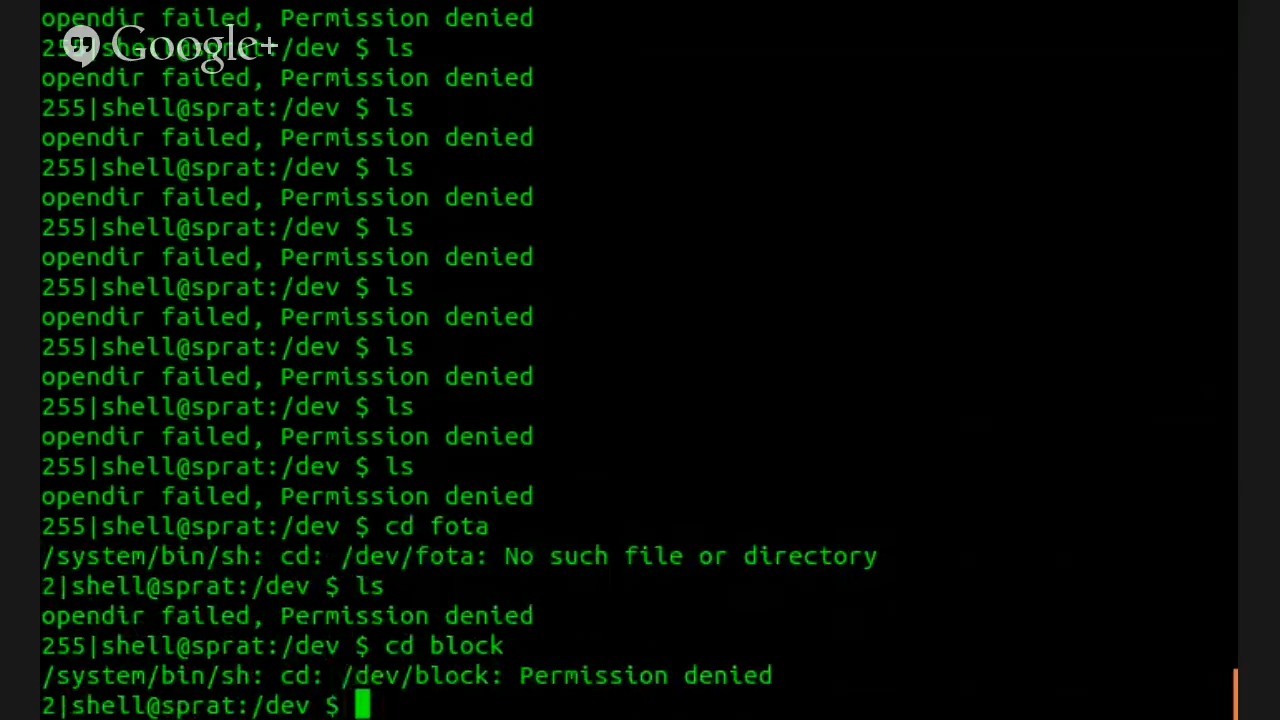 opendir failed, Permission denied
Google+
255|shell@sprat:/dev $ ls
opendir failed, Permission denied
255|shell@sprat:/dev $ ls
opendir failed, Permission denied
255|shell@sprat:/dev $ ls
opendir failed, Permission denied
255|shell@sprat:/dev $ ls
opendir failed, Permission denied
255|shell@sprat:/dev $ ls
opendir failed, Permission denied
255|shell@sprat:/dev $ ls
opendir failed, Permission denied
255|shell@sprat:/dev $ ls
opendir failed, Permission denied
255|shell@sprat:/dev $ ls
opendir failed, Permission denied
255|shell@sprat:/dev $ cd fota
/system/bin/sh: cd: /dev/fota: No such file or directory
2|shell@sprat:/dev $ ls
opendir failed, Permission denied
255|shell@sprat:/dev $ cd block
/system/bin/sh: cd: /dev/block: Permission denied
2|shell@sprat:/dev $